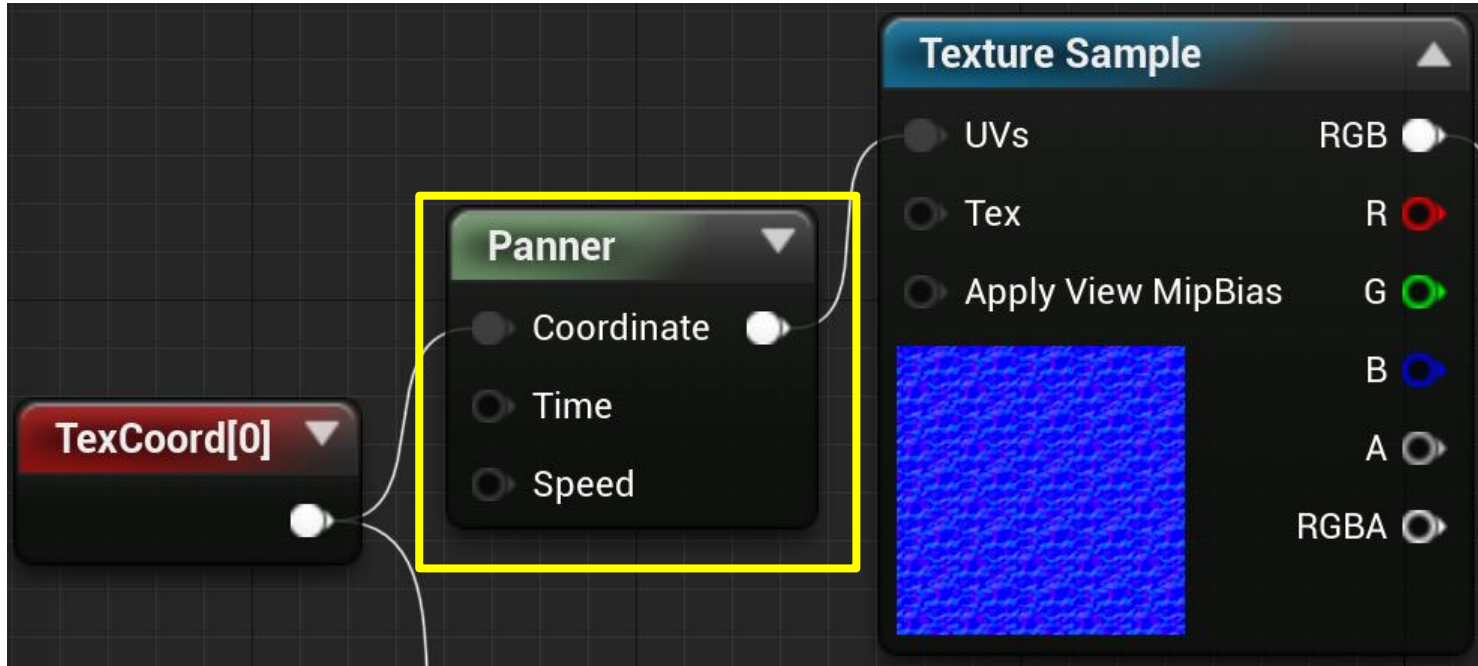 TexCoord[0]
Panner
Coordinate
Time
Speed
Texture Sample
UVs RGB
Tex R
Apply View MipBias G
B
A
RGBA